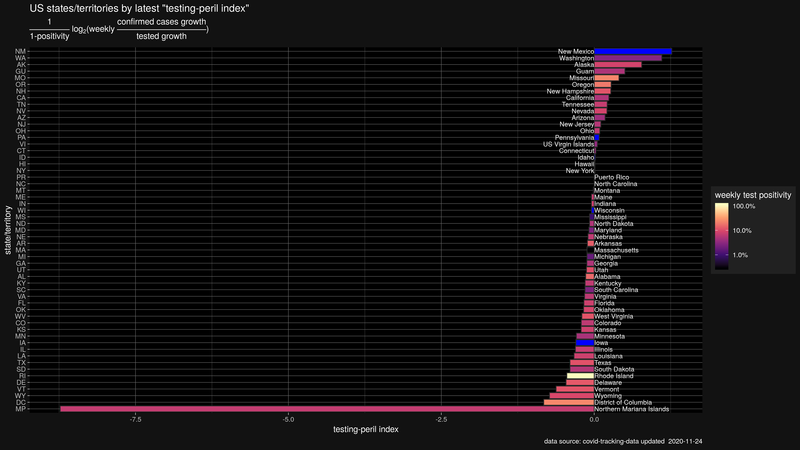 US states/territories by latest "testing-peril index"
1
1-positivity
log2(weekly
confirmed cases growth
tested growth
)
NM New Mexico
WA Washington
AK Alaska
GU Guam
MO Missouri
OR Oregon
NH New Hampshire
CA California
TN Tennessee
NV Nevada
AZ Arizona
NJ New Jersey
OH Ohio
PA Pennsylvania
VI US Virgin Islands
CT Connecticut
ID Idaho
HI Hawaii
NY New York
PR Puerto Rico
NC North Carolina
MT Montana
ME Maine
IN Indiana
WI Wisconsin
MS Mississippi
ND North Dakota
MD Maryland
NE Nebraska
AR Arkansas
MA Massachusetts
MI Michigan
GA Georgia
UT Utah
AL Alabama
KY Kentucky
SC South Carolina
VA Virginia
FL Florida
OK Oklahoma
WV West Virginia
CO Colorado
KS Kansas
MN Minnesota
IA Iowa
IL Illinois
LA Louisiana
TX Texas
SD South Dakota
RI Rhode Island
DE Delaware
VT Vermont
WY Wyoming
DC District of Columbia
MP Northern Mariana Islands
state/territory
-7.5 -5.0 -2.5 0.0
testing-peril index
weekly test positivity
100.0%
10.0%
1.0%
data source: covid-tracking-data updated 2020-11-24